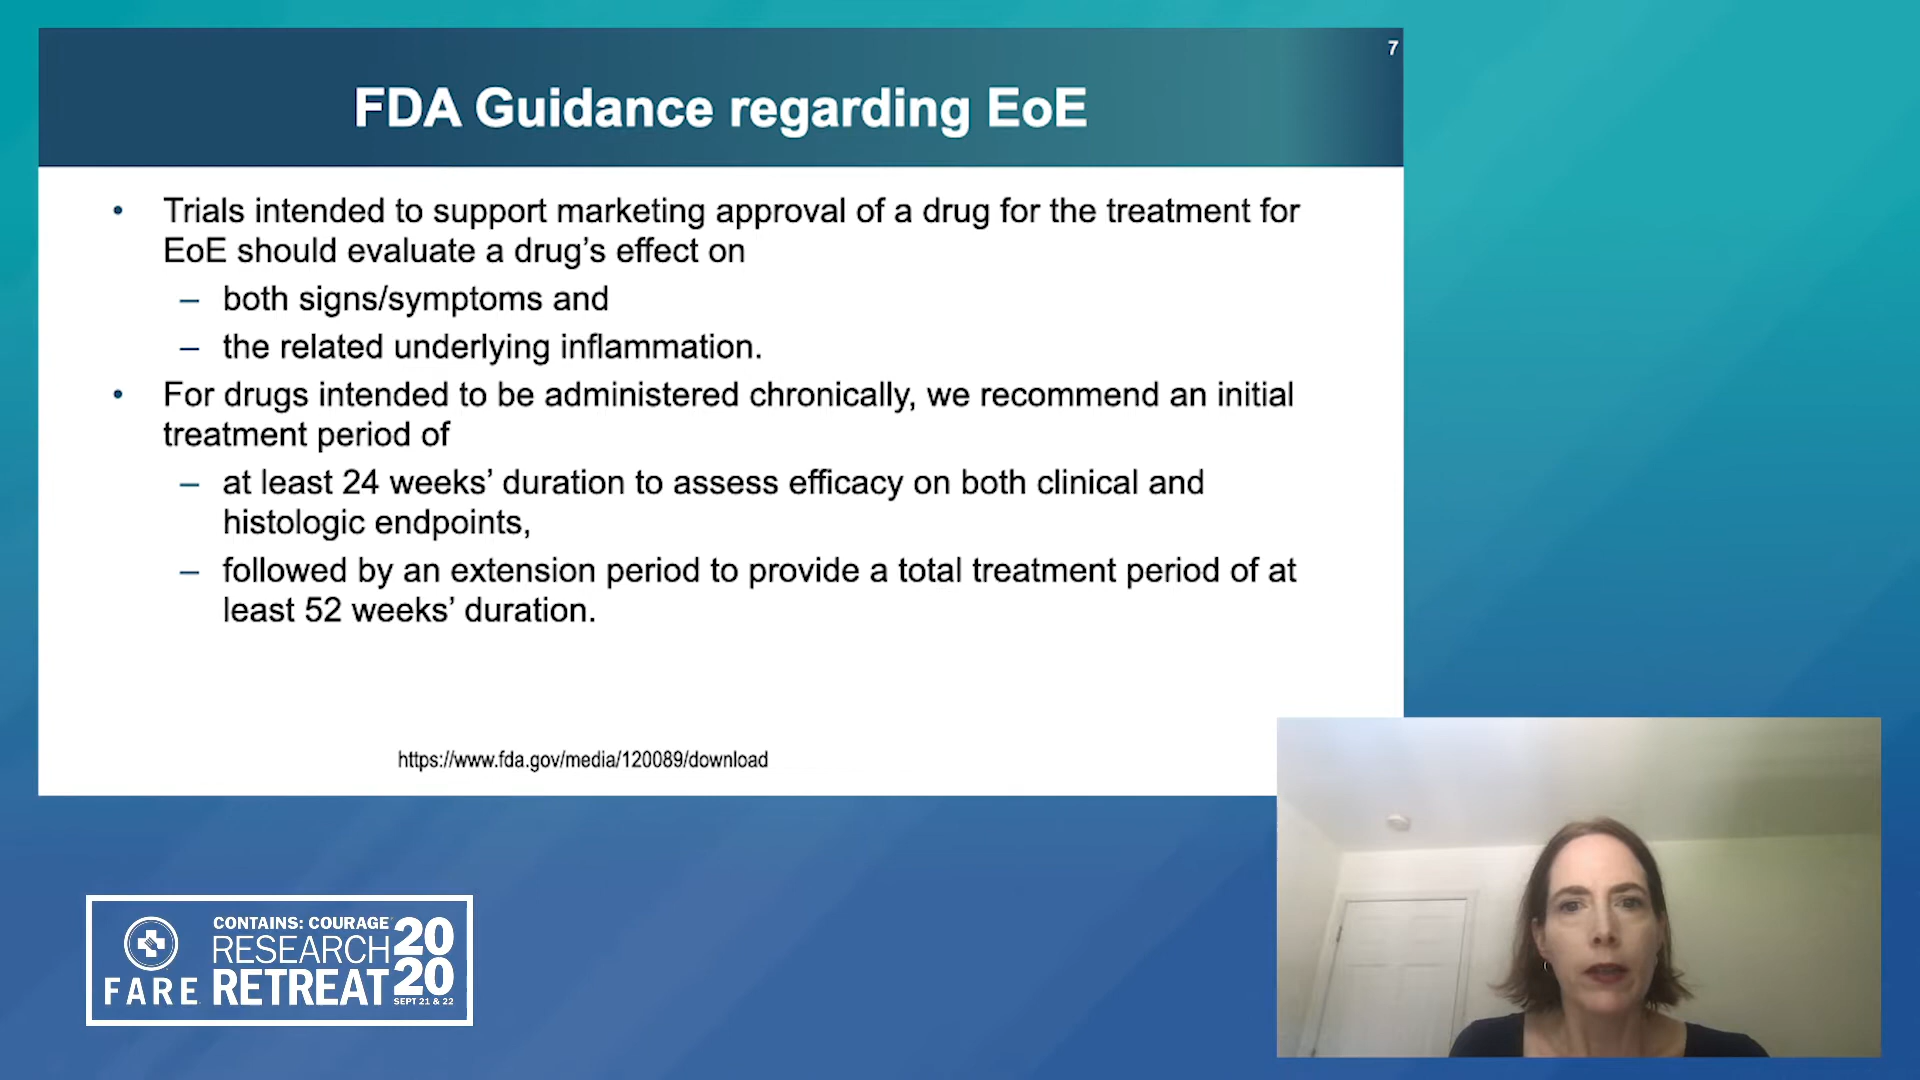 7
FDA Guidance regarding EoE
• Trials intended to support marketing approval of a drug for the treatment for
EoE should evaluate a drug’s effect on
– both signs/symptoms and
– the related underlying inflammation.
• For drugs intended to be administered chronically, we recommend an initial
treatment period of
– at least 24 weeks’ duration to assess efficacy on both clinical and
histologic endpoints,
– followed by an extension period to provide a total treatment period of at
least 52 weeks’ duration.
https://www.fda.gov/media/120089/download
FARE
CONTAINS: COURAGE
RESEARCH
RETREAT
20
20
SEPT 21 & 22